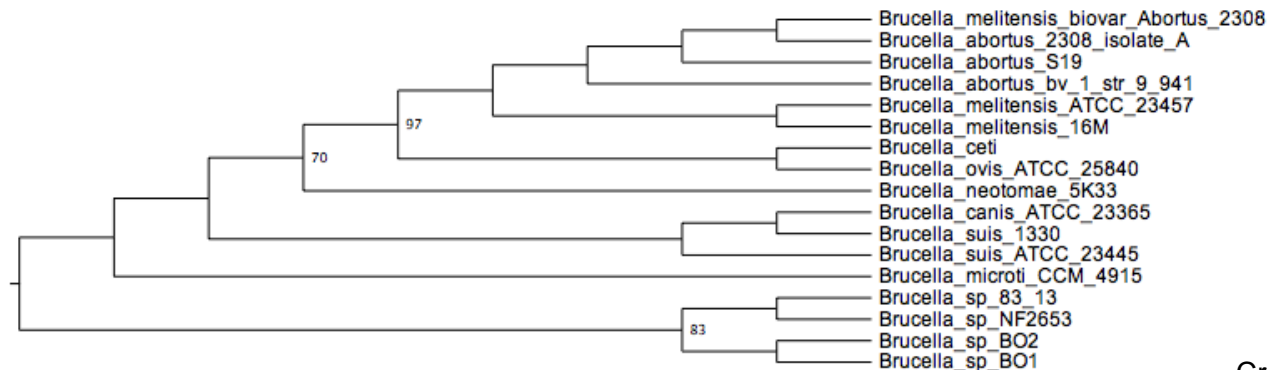 Brucella_melitensis_biovar_Abortus_2308
Brucella_abortus_2308_isolate_A
Brucella_abortus_S19
Brucella_abortus_bv_1_str_9_941
Brucella_melitensis_ATCC_23457
97
Brucella_melitensis_16M
Brucella_ceti
70
Brucella_ovis_ATCC_25840
Brucella_neotomae_5K33
Brucella_canis_ATCC_23365
Brucella_suis_1330
Brucella_suis_ATCC_23445
Brucella_microti_CCM_4915
Brucella_sp_83_13
Brucella_sp_NF2653
83
Brucella_sp_BO2
Brucella_sp_BO1